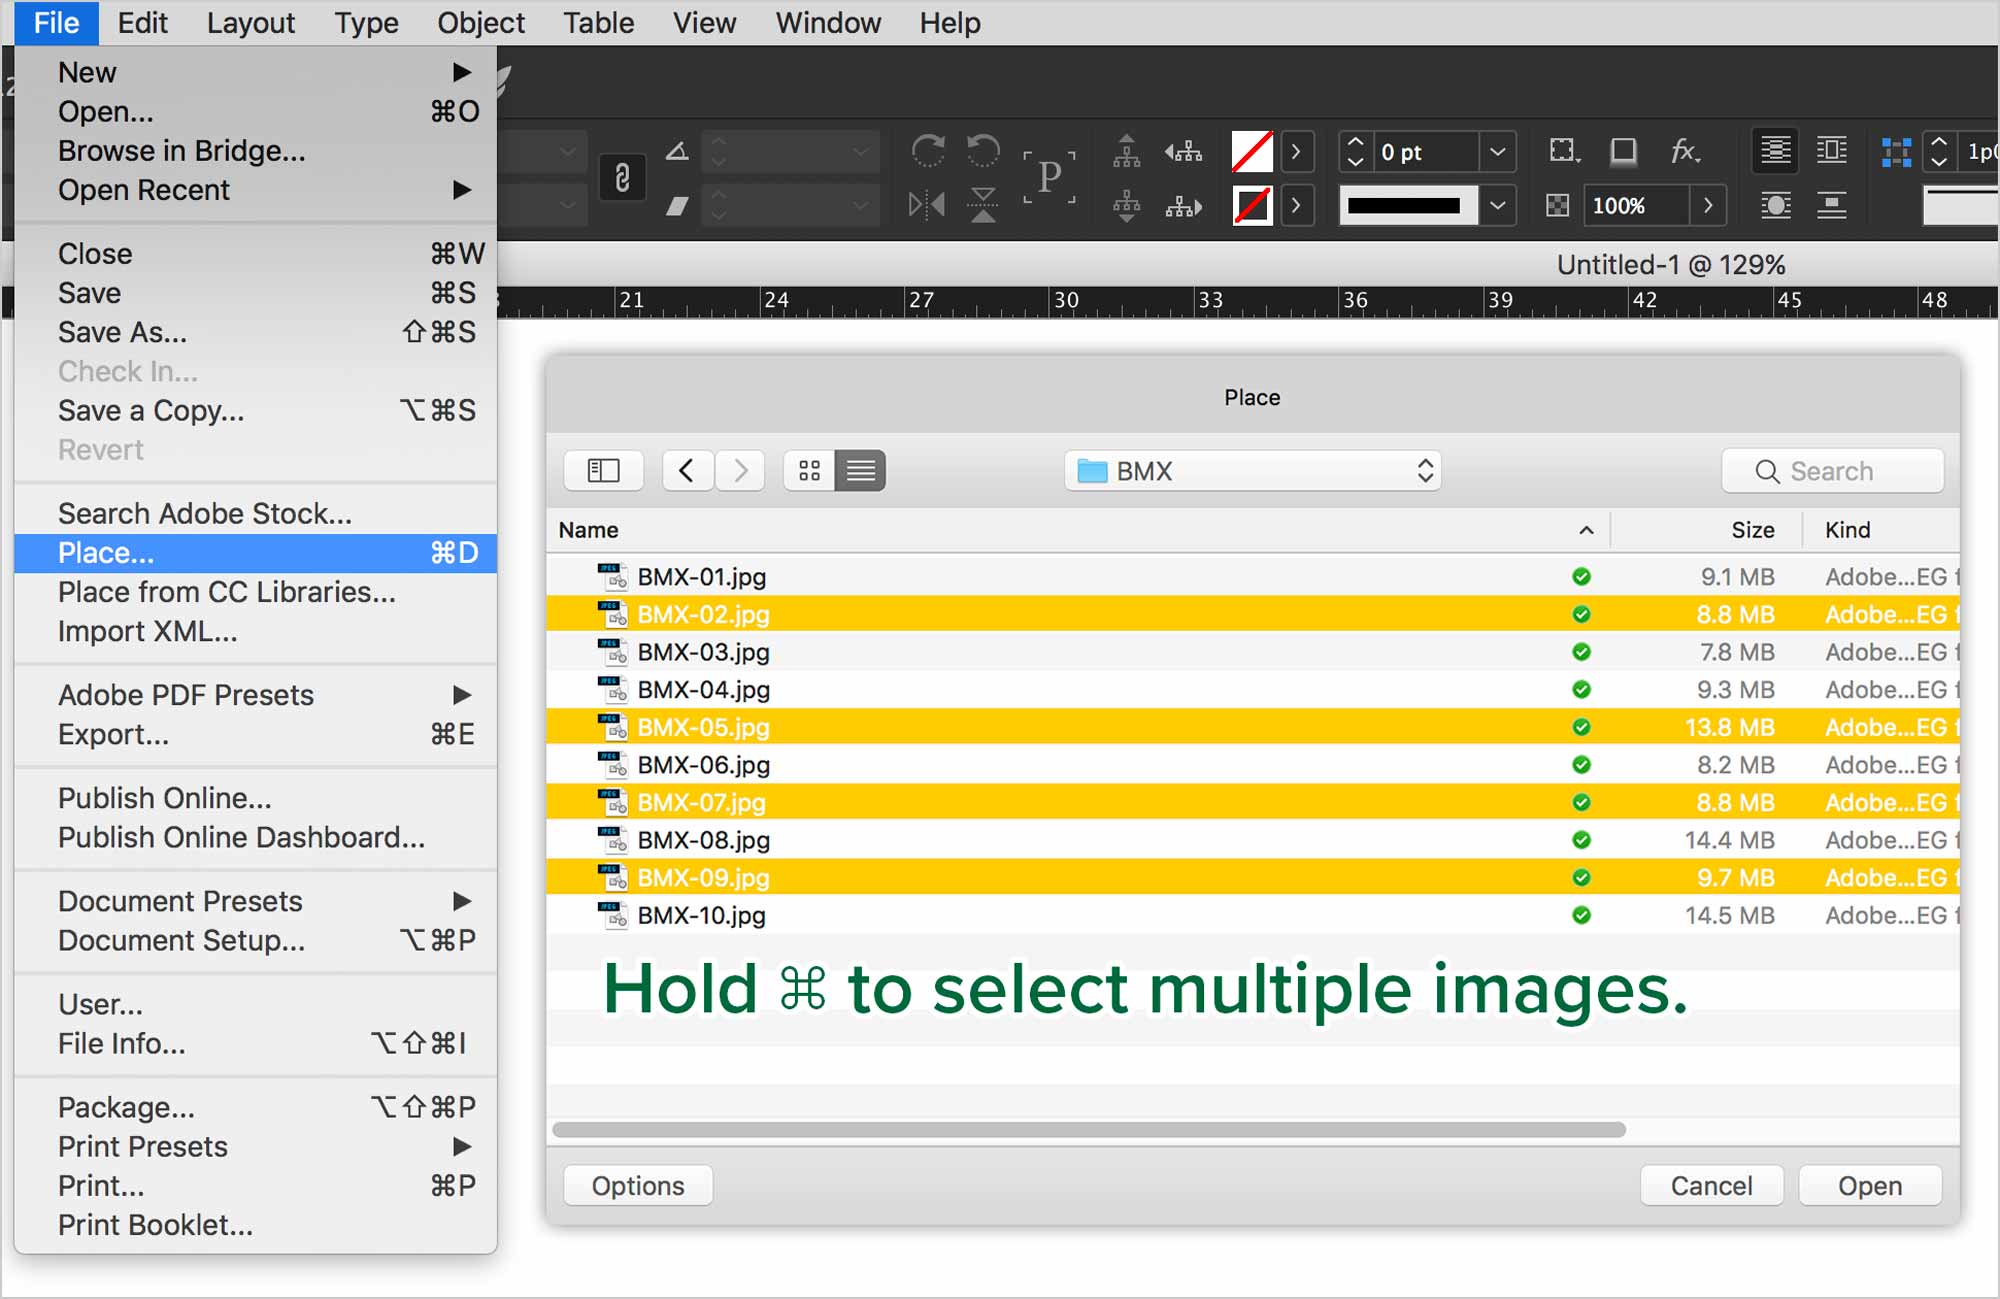 File Edit Layout Type Object Table View Window Help
New
Open... ⌘O
Browse in Bridge...
Open Recent
Close ⌘W
Save ⌘S
Save As... ⇧⌘S
Check In...
Save a Copy... ⌥⌘S
Revert
Search Adobe Stock...
Place... ⌘D
Place from CC Libraries...
Import XML...
Adobe PDF Presets
Export... ⌘E
Publish Online...
Publish Online Dashboard...
Document Presets
Document Setup... ⌥⌘P
User...
File Info... ⌥⇧⌘I
Package... ⌥⇧⌘P
Print Presets
Print... ⌘P
Print Booklet...
P
0 pt
fx
100%
Untitled-1 @ 129%
21 24 27 30 33 36 39 42 45 48
Place
BMX
Search
Name Size Kind
BMX-01.jpg 9.1 MB Adobe...EG f
BMX-02.jpg 8.8 MB Adobe...EG f
BMX-03.jpg 7.8 MB Adobe...EG f
BMX-04.jpg 9.3 MB Adobe...EG f
BMX-05.jpg 13.8 MB Adobe...EG f
BMX-06.jpg 8.2 MB Adobe...EG f
BMX-07.jpg 8.8 MB Adobe...EG f
BMX-08.jpg 14.4 MB Adobe...EG f
BMX-09.jpg 9.7 MB Adobe...EG f
BMX-10.jpg 14.5 MB Adobe...EG f
Hold ⌘ to select multiple images.
Options Cancel Open